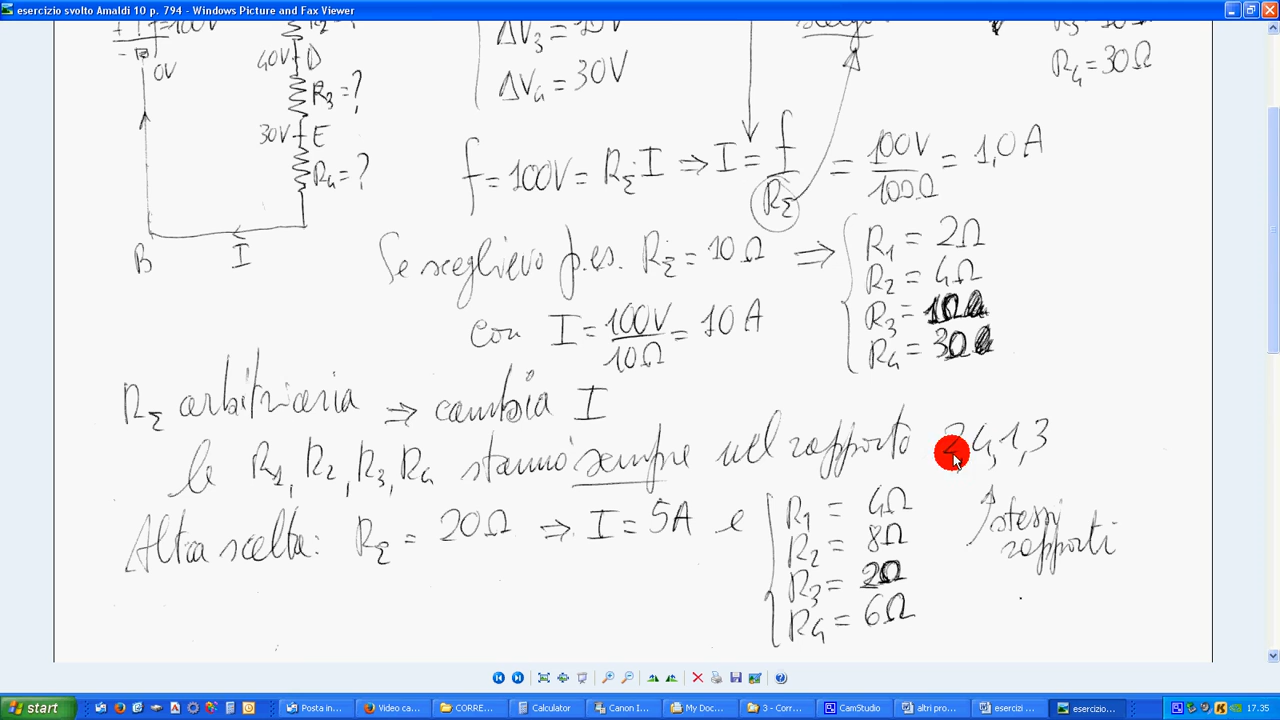 esercizio svolto Amaldi 10 p. 794 - Windows Picture and Fax Viewer
0V
40V D
R3=?
30V E
R4=?
B
I
ΔV4 = 30V
R4 = 30Ω
f = 100V = RΣ I ⇒ I = f / RΣ = 100V / 100Ω = 1,0 A
Se sceglievo p.es. RΣ = 10Ω ⇒
R1 = 2Ω
R2 = 4Ω
R3 = 1Ω
R4 = 3Ω
con I = 100V / 10Ω = 10 A
RΣ arbitraria ⇒ cambia I
le R1, R2, R3, R4 stanno sempre nel rapporto 2,4,1,3
Altra scelta: RΣ = 20Ω ⇒ I = 5A e
R1 = 4Ω
R2 = 8Ω
R3 = 2Ω
R4 = 6Ω
↑ stessi
rapporti
start
Posta in...
Video ca...
CORRE...
Calculator
Canon I...
My Doc...
3 - Corr...
CamStudio
altri pro...
esercizi ...
esercizio...
17.35